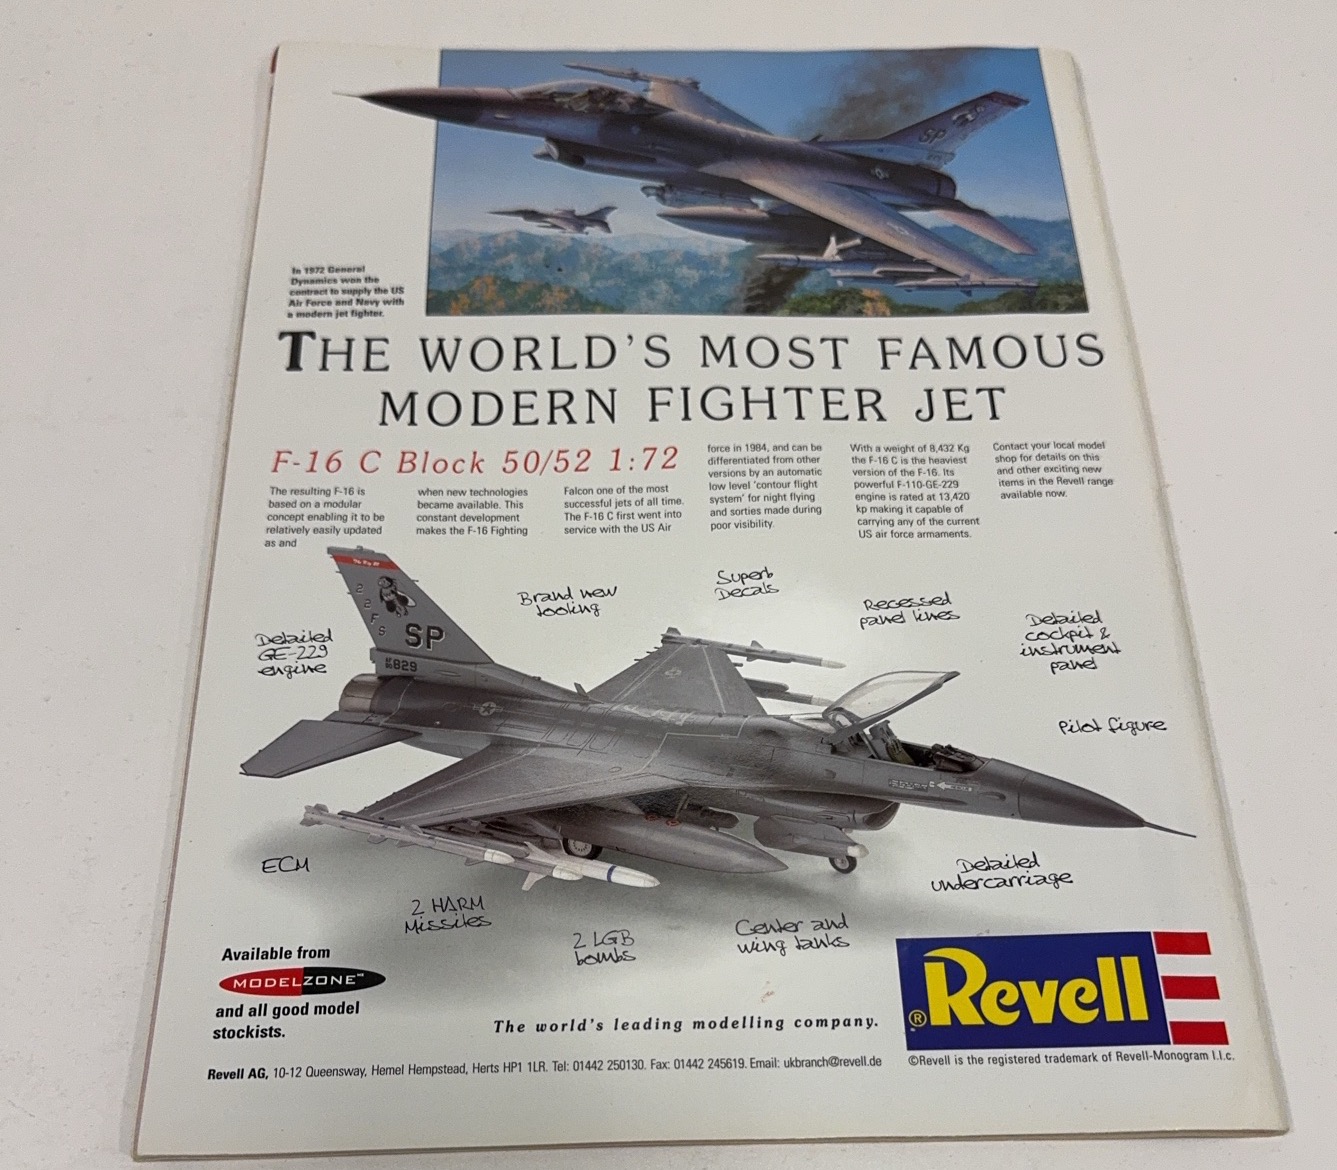 In 1972 General
Dynamics won the
contract to supply the US
Air Force and Navy with
a modern jet fighter.
SP
THE WORLD'S MOST FAMOUS
MODERN FIGHTER JET
F-16 C Block 50/52 1:72
The resulting F-16 is
based on a modular
concept enabling it to be
relatively easily updated
as and
when new technologies
became available. This
constant development
makes the F-16 Fighting
Falcon one of the most
successful jets of all time.
The F-16 C first went into
service with the US Air
force in 1984, and can be
differentiated from other
versions by an automatic
low level 'contour flight
system' for night flying
and sorties made during
poor visibility.
With a weight of 8,432 Kg
the F-16 C is the heaviest
version of the F-16. Its
powerful F-110-GE-229
engine is rated at 13,420
kp making it capable of
carrying any of the current
US air force armaments.
Contact your local model
shop for details on this
and other exciting new
items in the Revell range
available now.
Detailed
GE-229
engine
Brand new
tooling
Superb
Decals
Recessed
panel lines
Detailed
cockpit &
instrument
panel
Pilot figure
22FS
SP
829
ECM
2 HARM
Missiles
2 LGB
bombs
Center and
wing tanks
Detailed
undercarriage
Available from
MODELZONE™
and all good model
stockists.
The world's leading modelling company.
®Revell
Revell AG, 10-12 Queensway, Hemel Hempstead, Herts HP1 1LR. Tel: 01442 250130. Fax: 01442 245619. Email: ukbranch@revell.de
©Revell is the registered trademark of Revell-Monogram l.l.c.